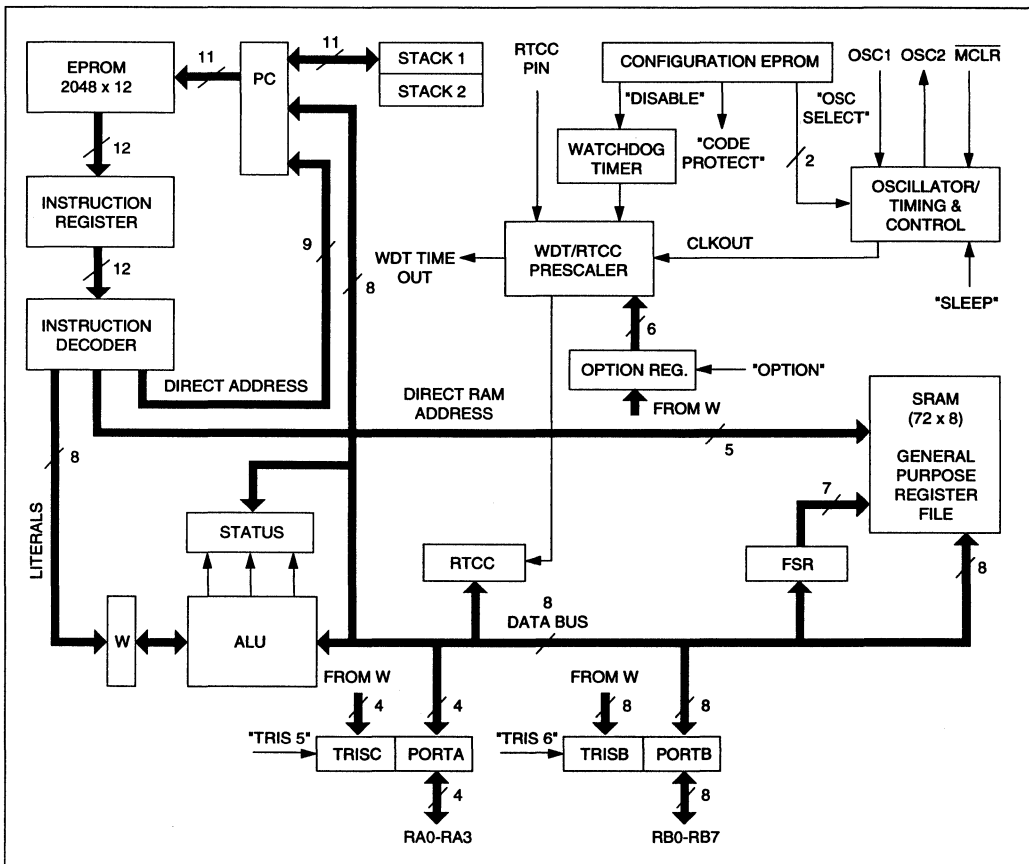 EPROM
2048 x 12
11
PC
11
STACK 1
STACK 2
RTCC
PIN
CONFIGURATION EPROM
OSC1
OSC2
MCLR
"DISABLE"
"OSC
SELECT"
WATCHDOG
TIMER
"CODE
PROTECT"
2
12
INSTRUCTION
REGISTER
OSCILLATOR/
TIMING &
CONTROL
9
8
WDT TIME
OUT
WDT/RTCC
PRESCALER
CLKOUT
12
"SLEEP"
INSTRUCTION
DECODER
6
OPTION REG.
"OPTION"
DIRECT ADDRESS
DIRECT RAM
ADDRESS
FROM W
SRAM
(72 x 8)
GENERAL
PURPOSE
REGISTER
FILE
5
8
LITERALS
7
STATUS
RTCC
FSR
8
8
DATA BUS
W
ALU
FROM W
4
4
FROM W
8
8
"TRIS 5"
TRISC
PORTA
"TRIS 6"
TRISB
PORTB
4
8
RA0-RA3
RB0-RB7